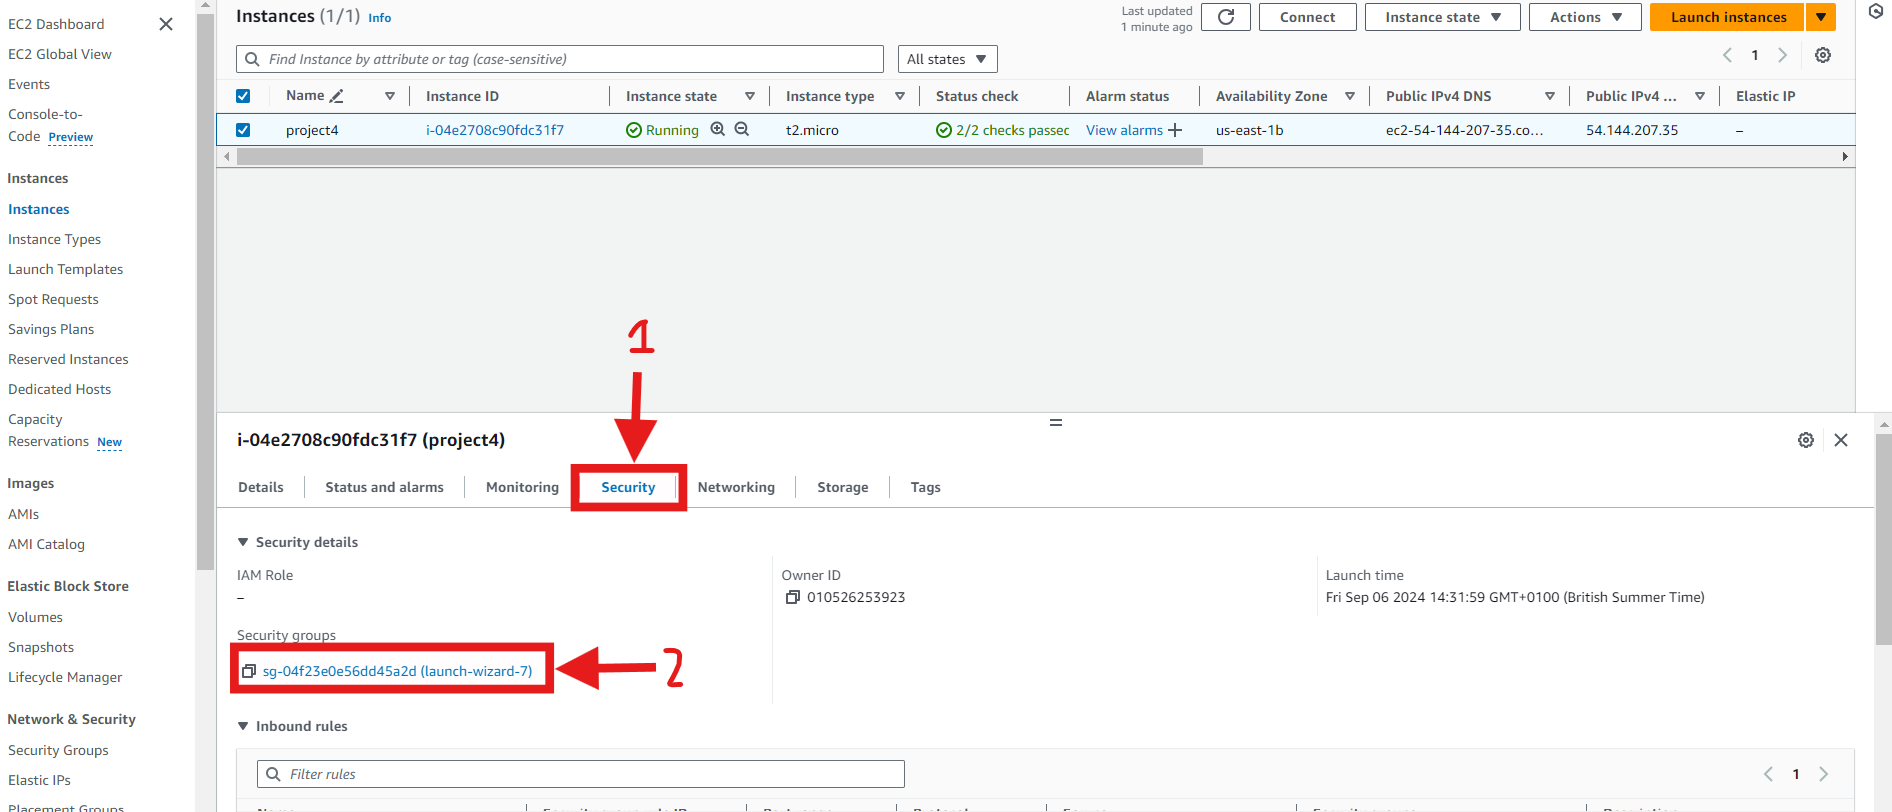 EC2 Dashboard
EC2 Global View
Events
Console-to-
Code Preview
Instances
Instances
Instance Types
Launch Templates
Spot Requests
Savings Plans
Reserved Instances
Dedicated Hosts
Capacity
Reservations New
Images
AMIs
AMI Catalog
Elastic Block Store
Volumes
Snapshots
Lifecycle Manager
Network & Security
Security Groups
Elastic IPs
Placement Groups
Instances (1/1) Info
Last updated
1 minute ago
Connect
Instance state
Actions
Launch instances
Find Instance by attribute or tag (case-sensitive)
All states
1
Name Instance ID Instance state Instance type Status check Alarm status Availability Zone Public IPv4 DNS Public IPv4 ... Elastic IP
project4 i-04e2708c90fdc31f7 Running t2.micro 2/2 checks passed View alarms + us-east-1b ec2-54-144-207-35.co... 54.144.207.35 –
1
i-04e2708c90fdc31f7 (project4)
Details Status and alarms Monitoring Security Networking Storage Tags
Security details
IAM Role
–
Owner ID
010526253923
Launch time
Fri Sep 06 2024 14:31:59 GMT+0100 (British Summer Time)
Security groups
sg-04f23e0e56dd45a2d (launch-wizard-7)
2
Inbound rules
Filter rules
1